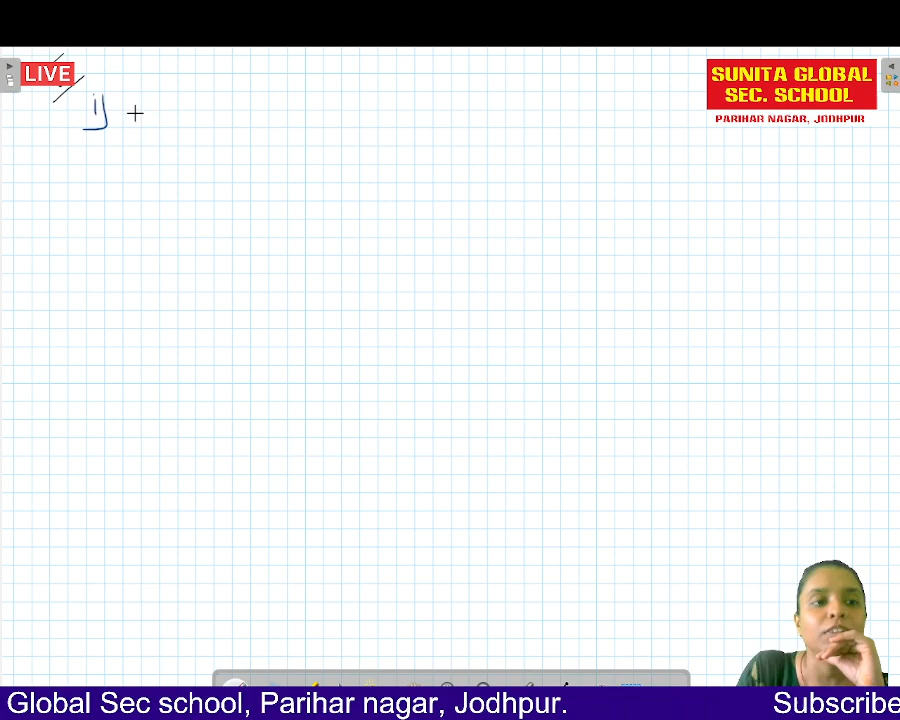 LIVE
SUNITA GLOBAL
SEC. SCHOOL
PARIHAR NAGAR, JODHPUR
+
Global Sec school, Parihar nagar, Jodhpur. Subscribe